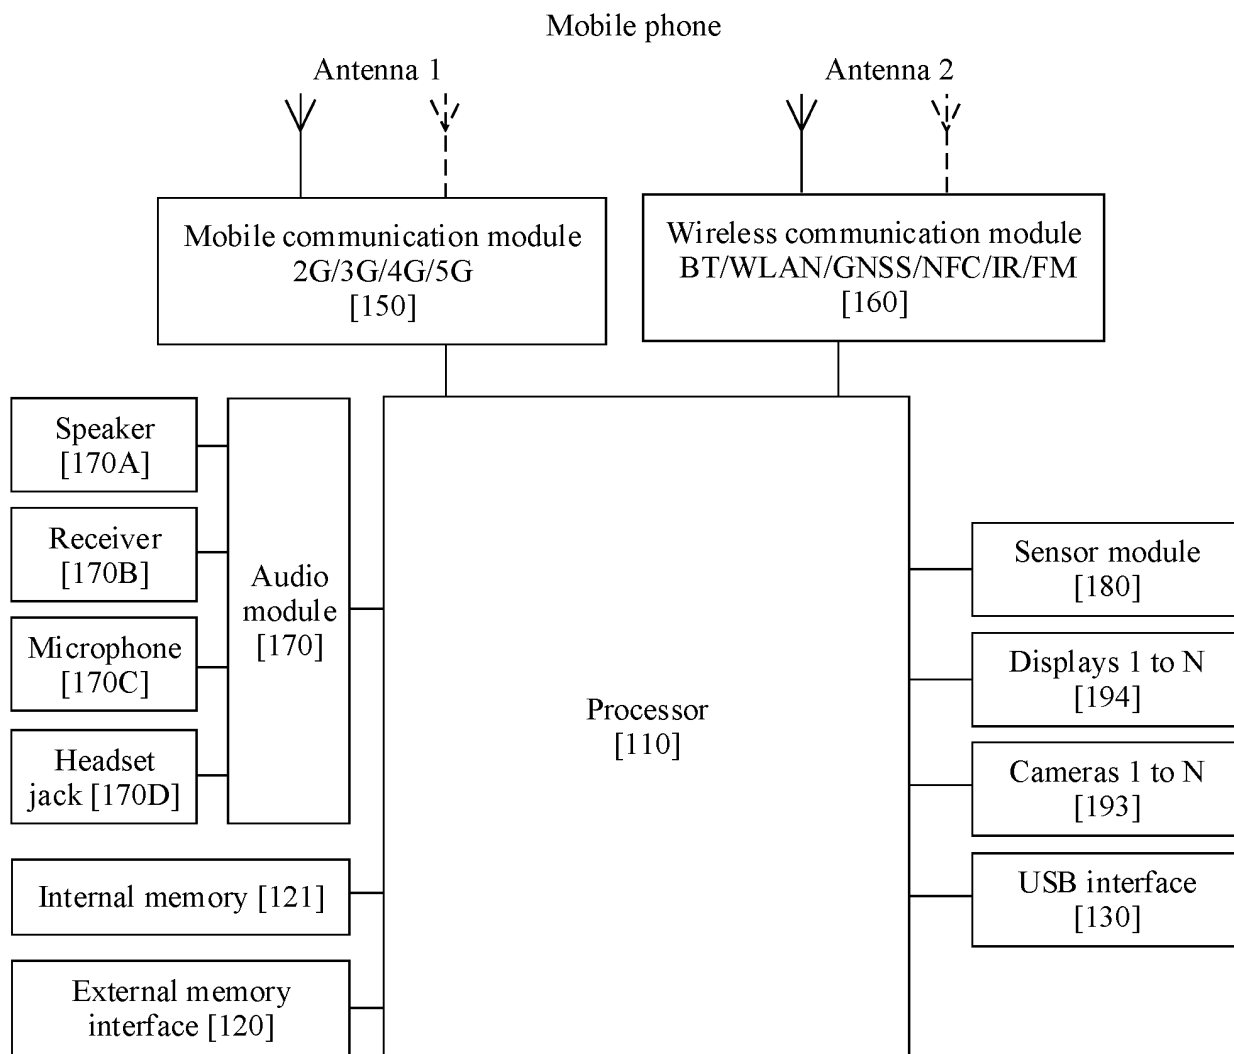 Mobile phone
Antenna 1
Antenna 2
Mobile communication module
2G/3G/4G/5G
[150]
Wireless communication module
BT/WLAN/GNSS/NFC/IR/FM
[160]
Speaker
[170A]
Receiver
[170B]
Microphone
[170C]
Headset
jack [170D]
Audio
module
[170]
Internal memory [121]
External memory
interface [120]
Processor
[110]
Sensor module
[180]
Displays 1 to N
[194]
Cameras 1 to N
[193]
USB interface
[130]